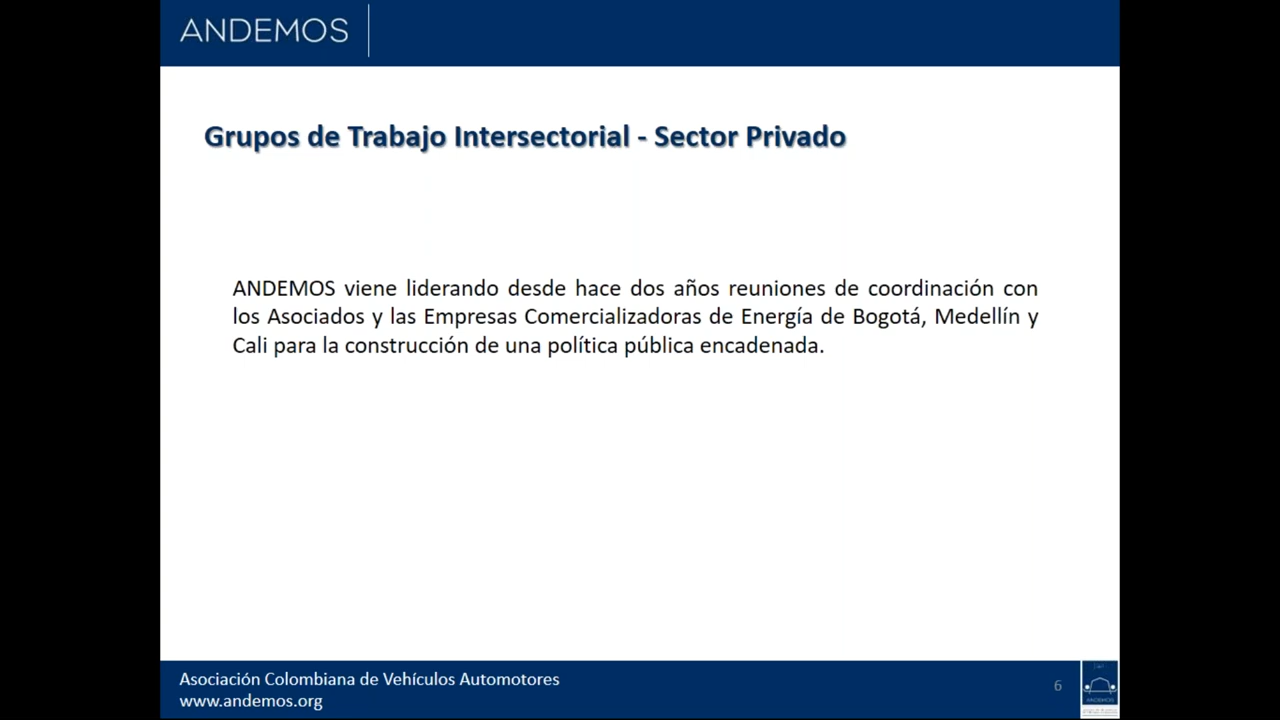 ANDEMOS
Grupos de Trabajo Intersectorial - Sector Privado
ANDEMOS viene liderando desde hace dos años reuniones de coordinación con
los Asociados y las Empresas Comercializadoras de Energía de Bogotá, Medellín y
Cali para la construcción de una política pública encadenada.
Asociación Colombiana de Vehículos Automotores
www.andemos.org
6
ANDEMOS